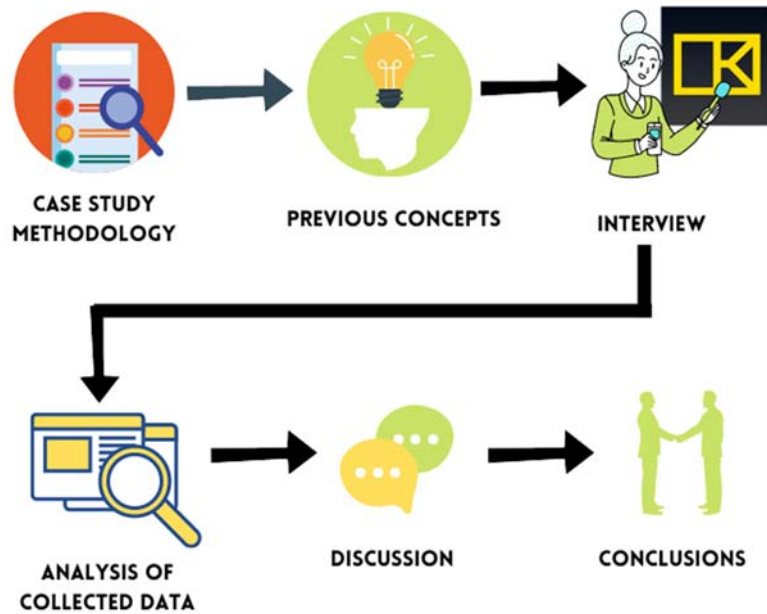 CASE STUDY
METHODOLOGY
PREVIOUS CONCEPTS
INTERVIEW
ANALYSIS OF
COLLECTED DATA
DISCUSSION
CONCLUSIONS